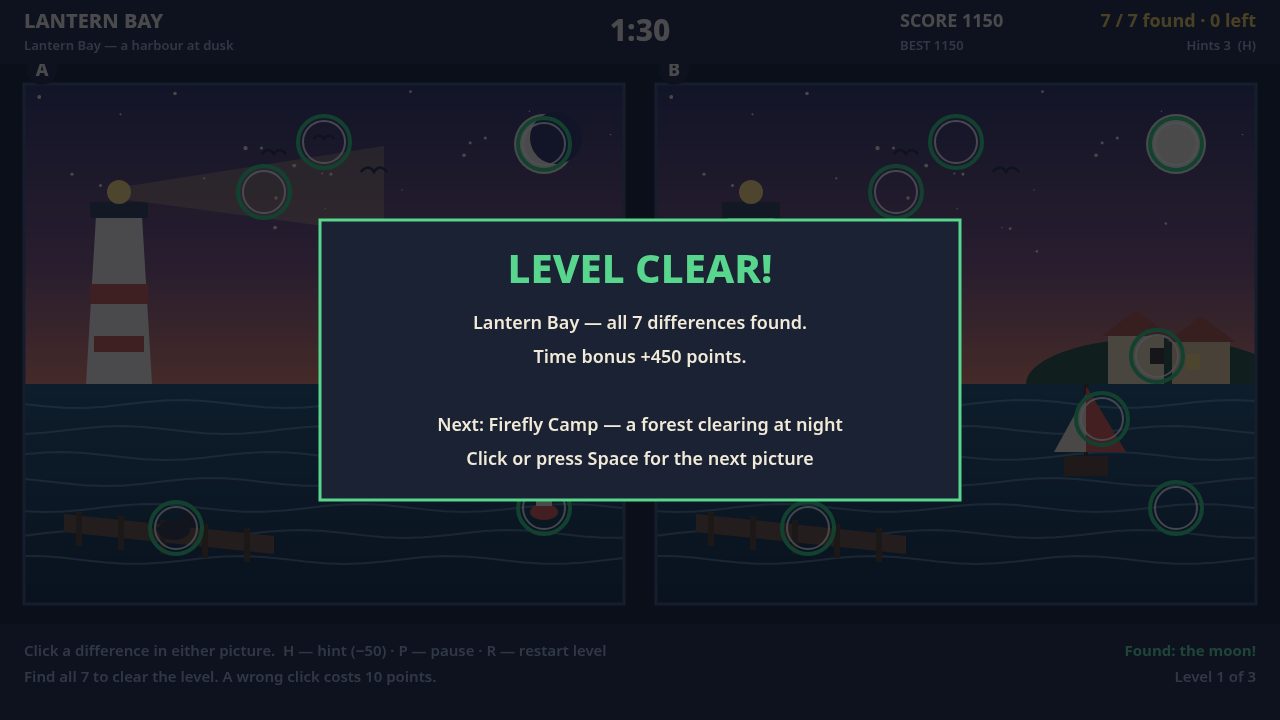 LANTERN BAY
Lantern Bay — a harbour at dusk
1:30
SCORE 1150
BEST 1150
7 / 7 found · 0 left
Hints 3 (H)
A
B
LEVEL CLEAR!
Lantern Bay — all 7 differences found.
Time bonus +450 points.
Next: Firefly Camp — a forest clearing at night
Click or press Space for the next picture
Click a difference in either picture. H — hint (−50) · P — pause · R — restart level
Find all 7 to clear the level. A wrong click costs 10 points.
Found: the moon!
Level 1 of 3